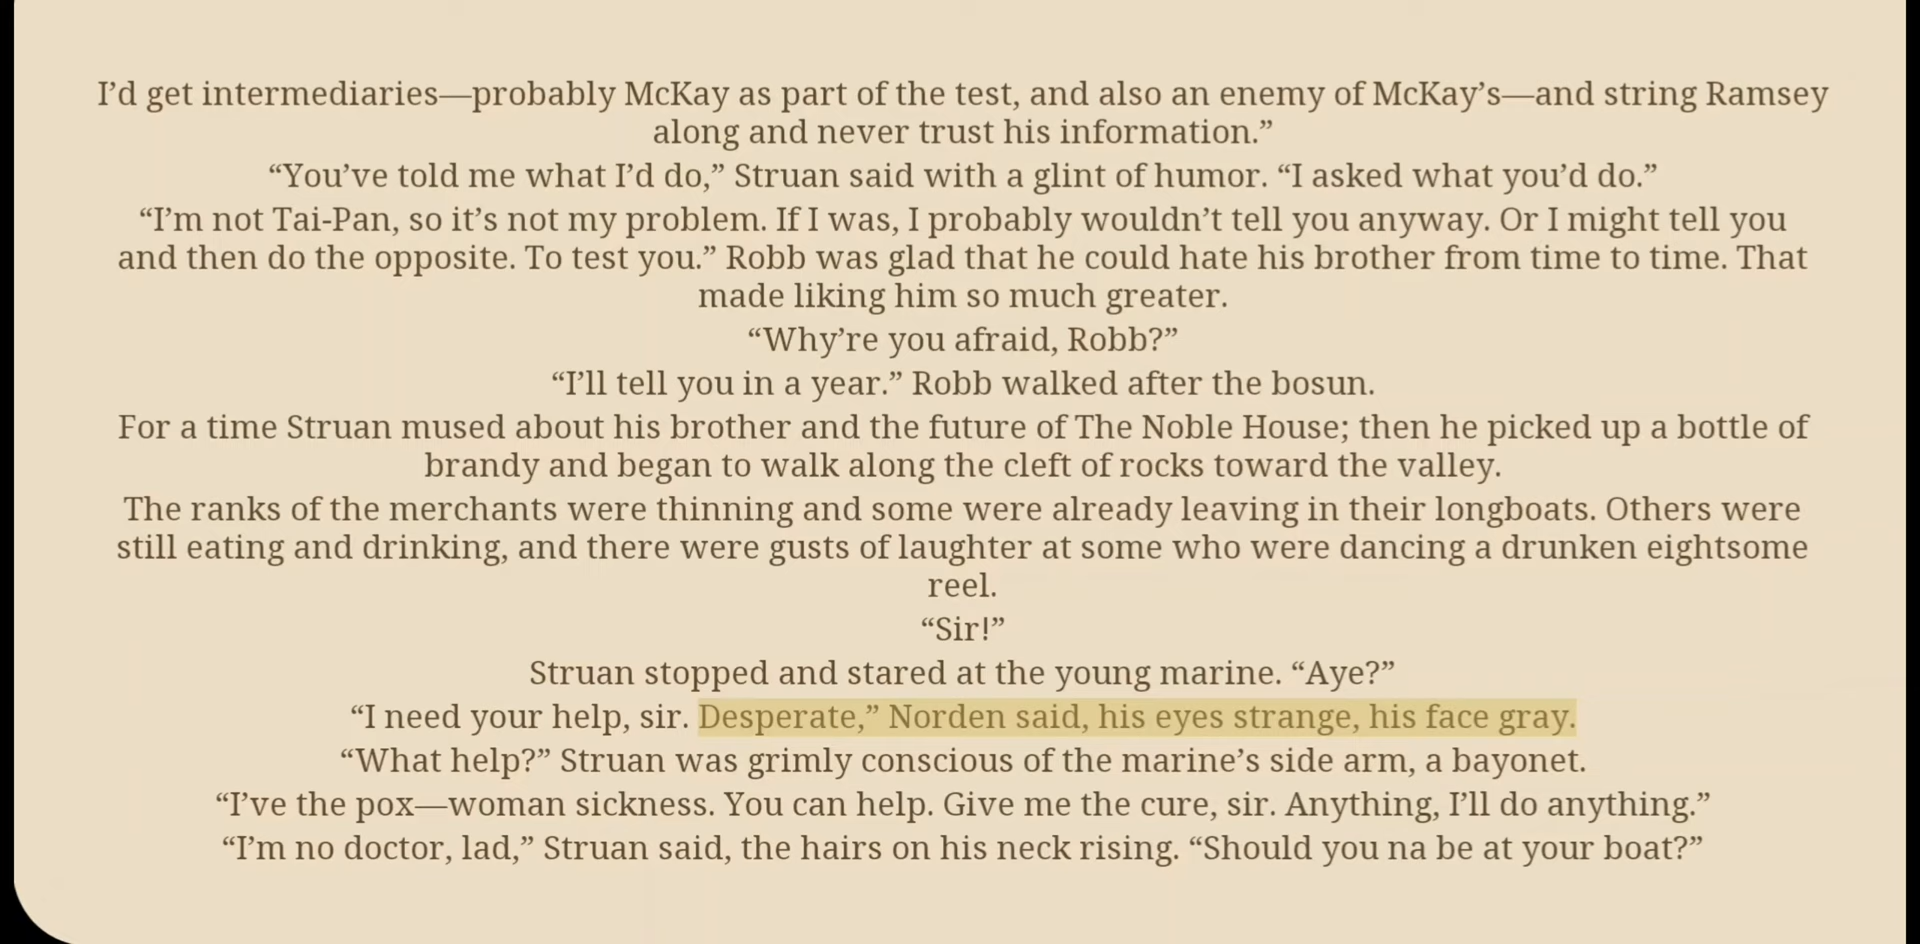 I’d get intermediaries—probably McKay as part of the test, and also an enemy of McKay’s—and string Ramsey
along and never trust his information.”
“You’ve told me what I’d do,” Struan said with a glint of humor. “I asked what you’d do.”
“I’m not Tai-Pan, so it’s not my problem. If I was, I probably wouldn’t tell you anyway. Or I might tell you
and then do the opposite. To test you.” Robb was glad that he could hate his brother from time to time. That
made liking him so much greater.
“Why’re you afraid, Robb?”
“I’ll tell you in a year.” Robb walked after the bosun.
For a time Struan mused about his brother and the future of The Noble House; then he picked up a bottle of
brandy and began to walk along the cleft of rocks toward the valley.
The ranks of the merchants were thinning and some were already leaving in their longboats. Others were
still eating and drinking, and there were gusts of laughter at some who were dancing a drunken eightsome
reel.
“Sir!”
Struan stopped and stared at the young marine. “Aye?”
“I need your help, sir. Desperate,” Norden said, his eyes strange, his face gray.
“What help?” Struan was grimly conscious of the marine’s side arm, a bayonet.
“I’ve the pox—woman sickness. You can help. Give me the cure, sir. Anything, I’ll do anything.”
“I’m no doctor, lad,” Struan said, the hairs on his neck rising. “Should you na be at your boat?”